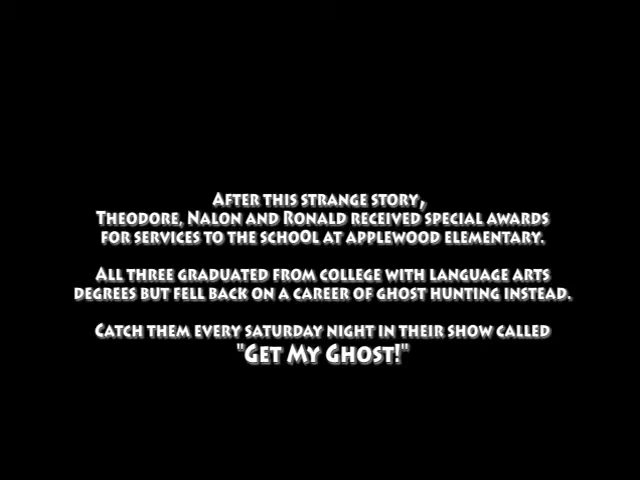 After this strange story,
Theodore, Nalon and Ronald received special awards
for services to the school at applewood elementary.
All three graduated from college with language arts
degrees but fell back on a career of ghost hunting instead.
Catch them every saturday night in their show called
"Get My Ghost!"